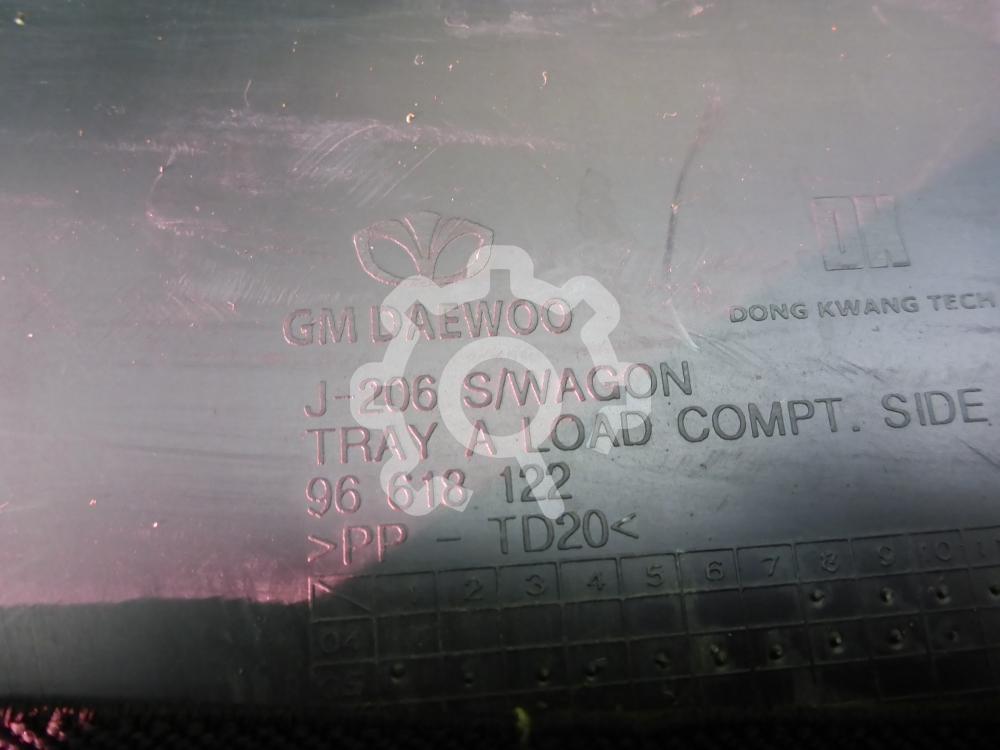 DK
GM DAEWOO
DONG KWANG TECH
J-206 S/WAGON
TRAY A LOAD COMPT. SIDE
96 618 122
>PP - TD20<
1 2 3 4 5 6 7 8 9 10
04
05